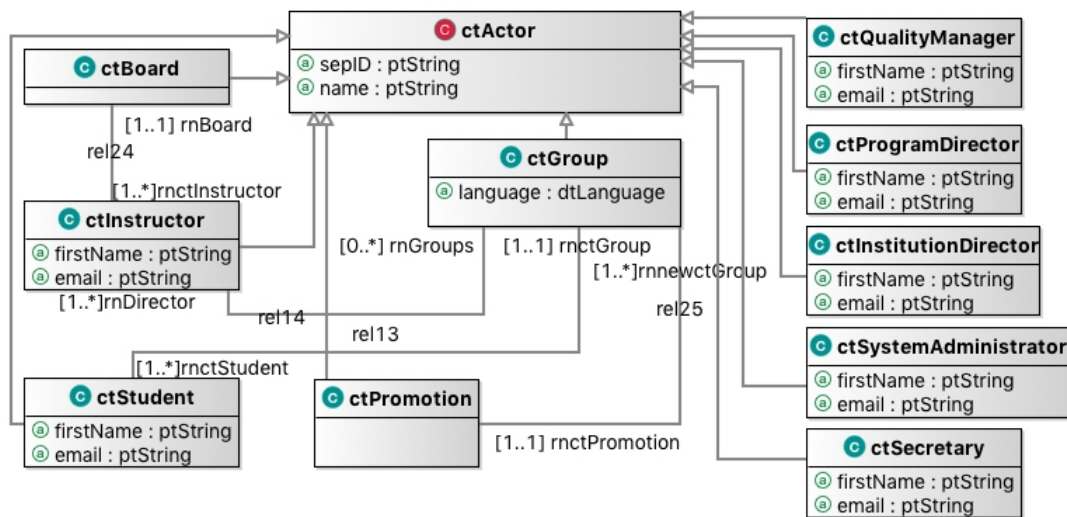 C ctActor
a sepID : ptString
a name : ptString
C ctBoard
[1..1] rnBoard
rel24
[1..*]rnctInstructor
C ctInstructor
a firstName : ptString
a email : ptString
[1..*]rnDirector
C ctGroup
a language : dtLanguage
[0..*] rnGroups
[1..1] rnctGroup
[1..*]rnnewctGroup
rel14
rel13
rel25
[1..*]rnctStudent
C ctStudent
a firstName : ptString
a email : ptString
C ctPromotion
[1..1] rnctPromotion
C ctQualityManager
a firstName : ptString
a email : ptString
C ctProgramDirector
a firstName : ptString
a email : ptString
C ctInstitutionDirector
a firstName : ptString
a email : ptString
C ctSystemAdministrator
a firstName : ptString
a email : ptString
C ctSecretary
a firstName : ptString
a email : ptString